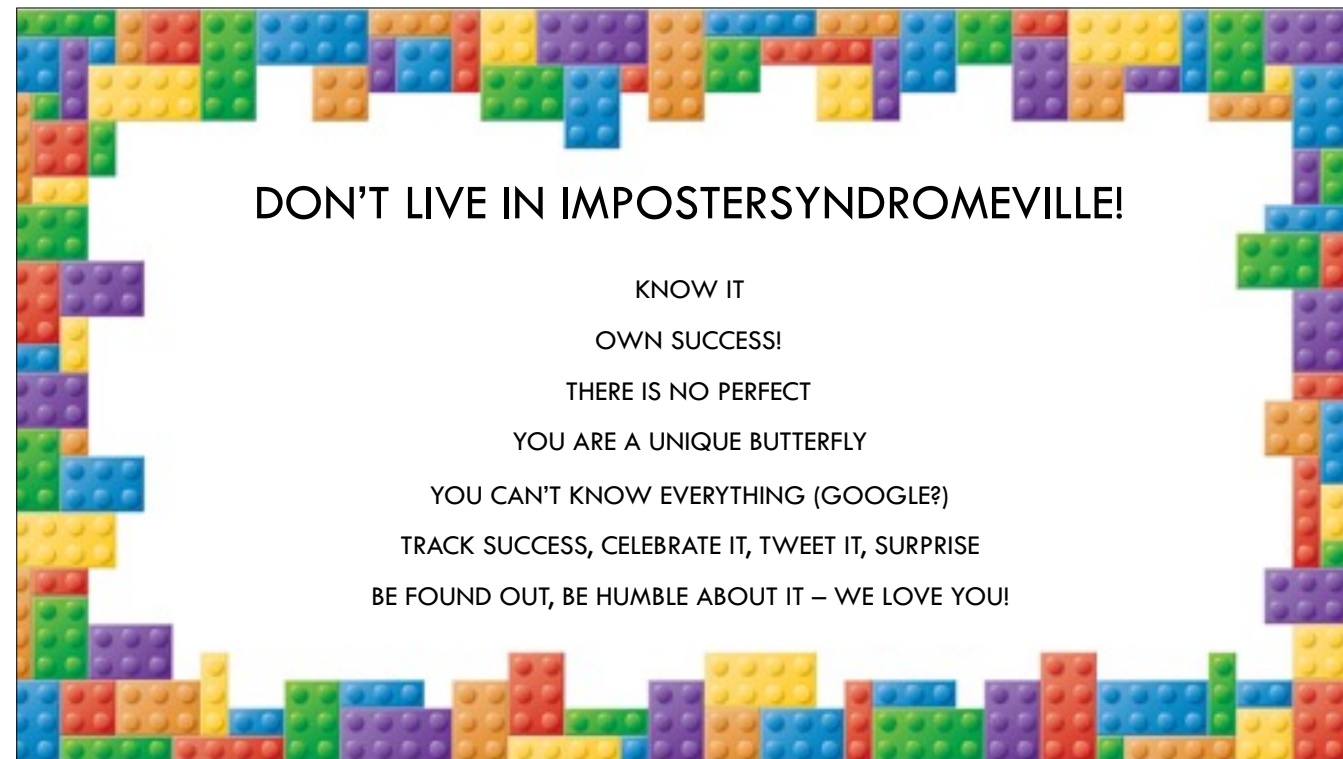 DON'T LIVE IN IMPOSTERSYNDROMEVILLE!
KNOW IT
OWN SUCCESS!
THERE IS NO PERFECT
YOU ARE A UNIQUE BUTTERFLY
YOU CAN'T KNOW EVERYTHING (GOOGLE?)
TRACK SUCCESS, CELEBRATE IT, TWEET IT, SURPRISE
BE FOUND OUT, BE HUMBLE ABOUT IT – WE LOVE YOU!